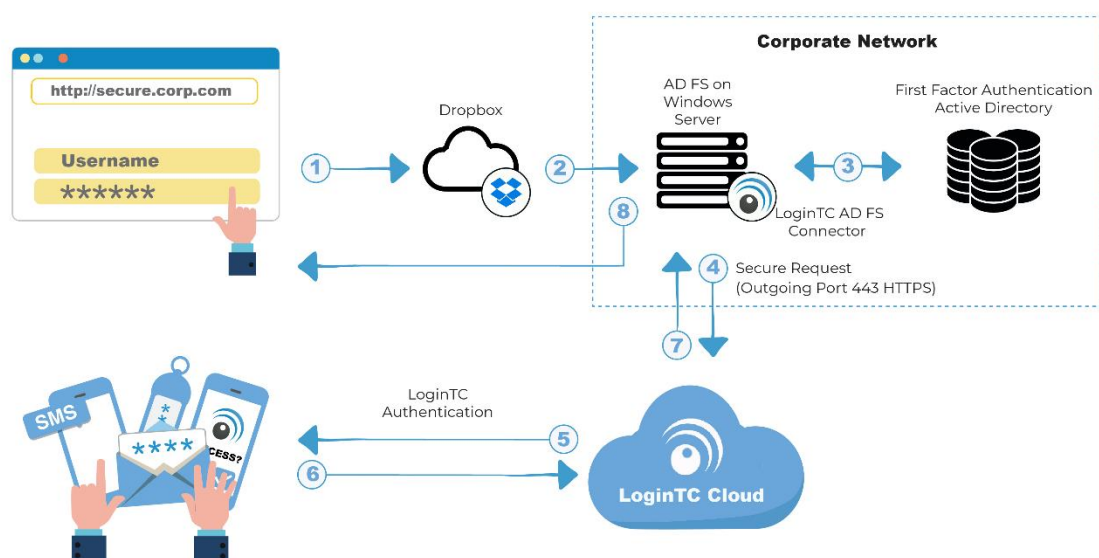 Corporate Network
http://secure.corp.com
Username
******
1
Dropbox
2
AD FS on
Windows
Server
3
First Factor Authentication
Active Directory
LoginTC AD FS
Connector
8
4
Secure Request
(Outgoing Port 443 HTTPS)
7
SMS
*
*
****
CESS?
LoginTC
Authentication
5
6
LoginTC Cloud